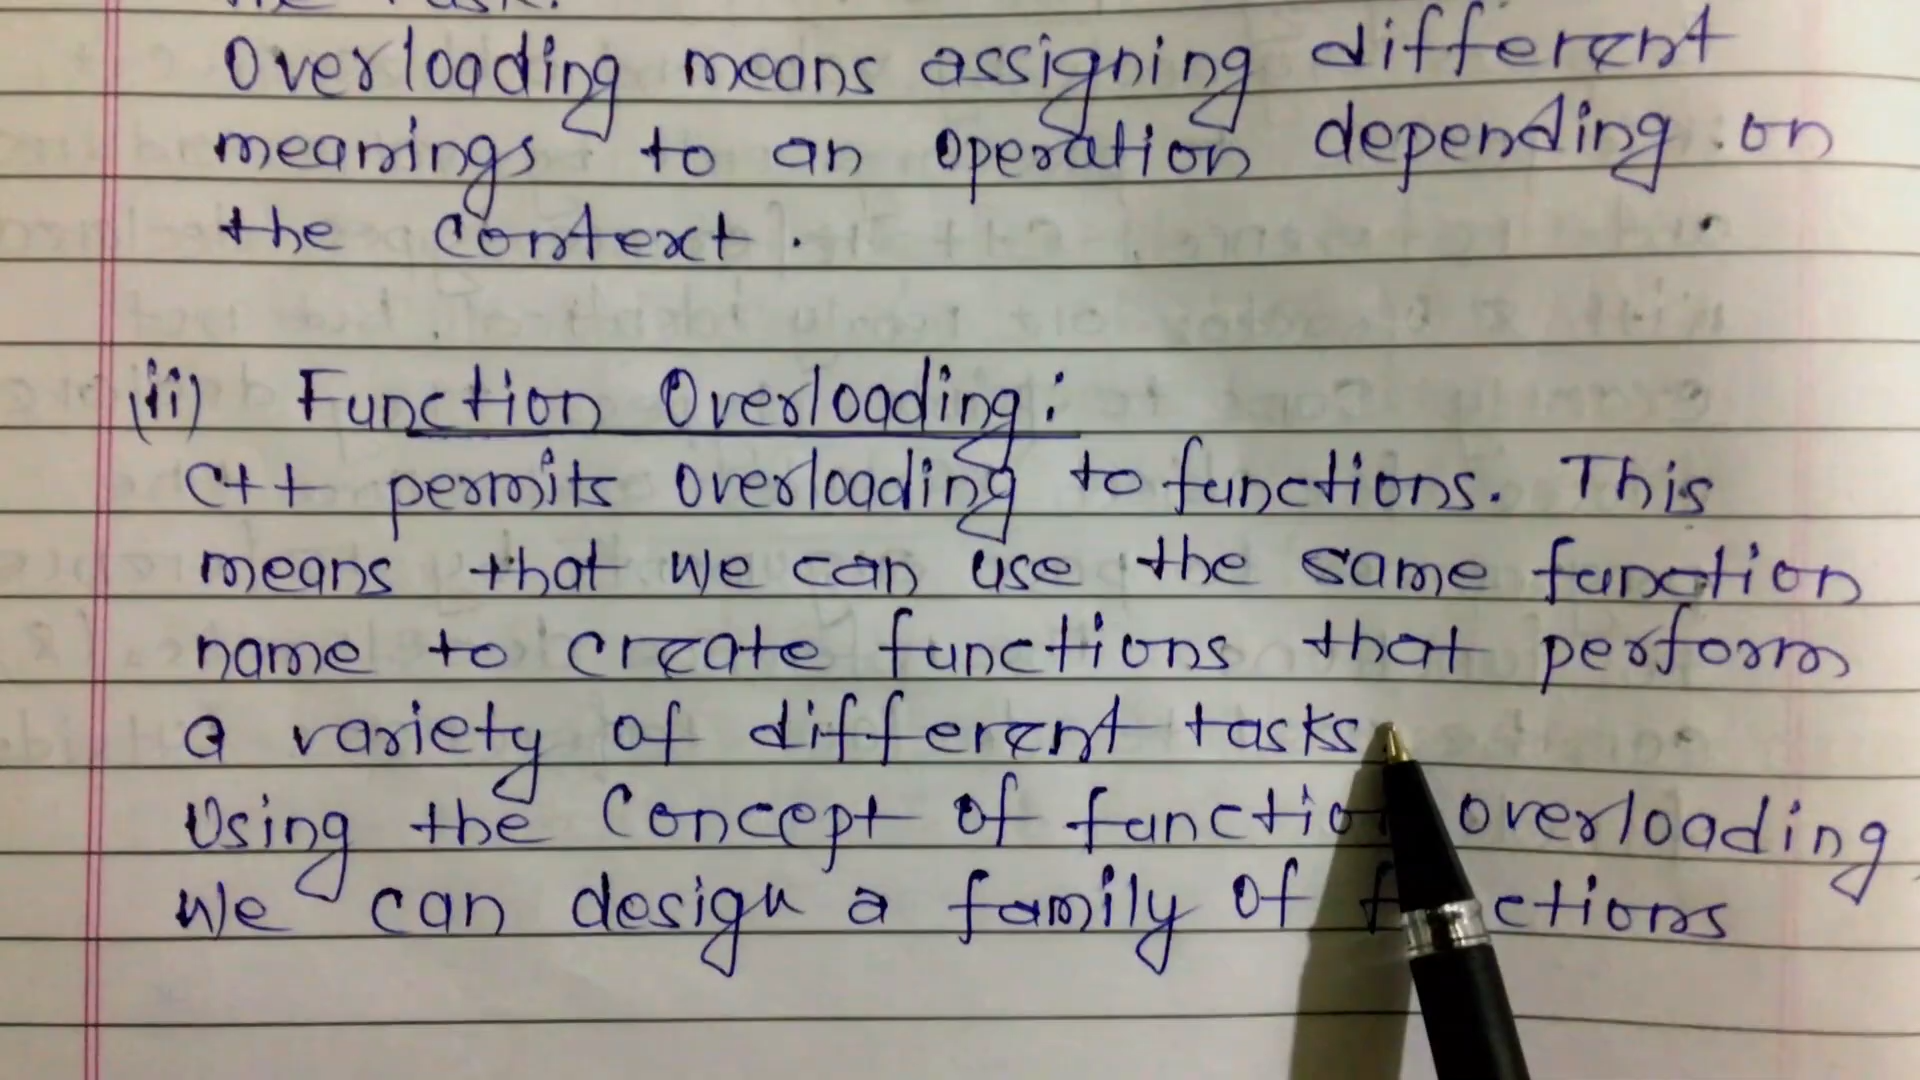 Overloading means assigning different
meanings to an operation depending on
the context.
(ii) Function Overloading:
C++ permits overloading to functions. This
means that we can use the same function
name to create functions that perform
a variety of different tasks
Using the concept of function overloading
we can design a family of functions